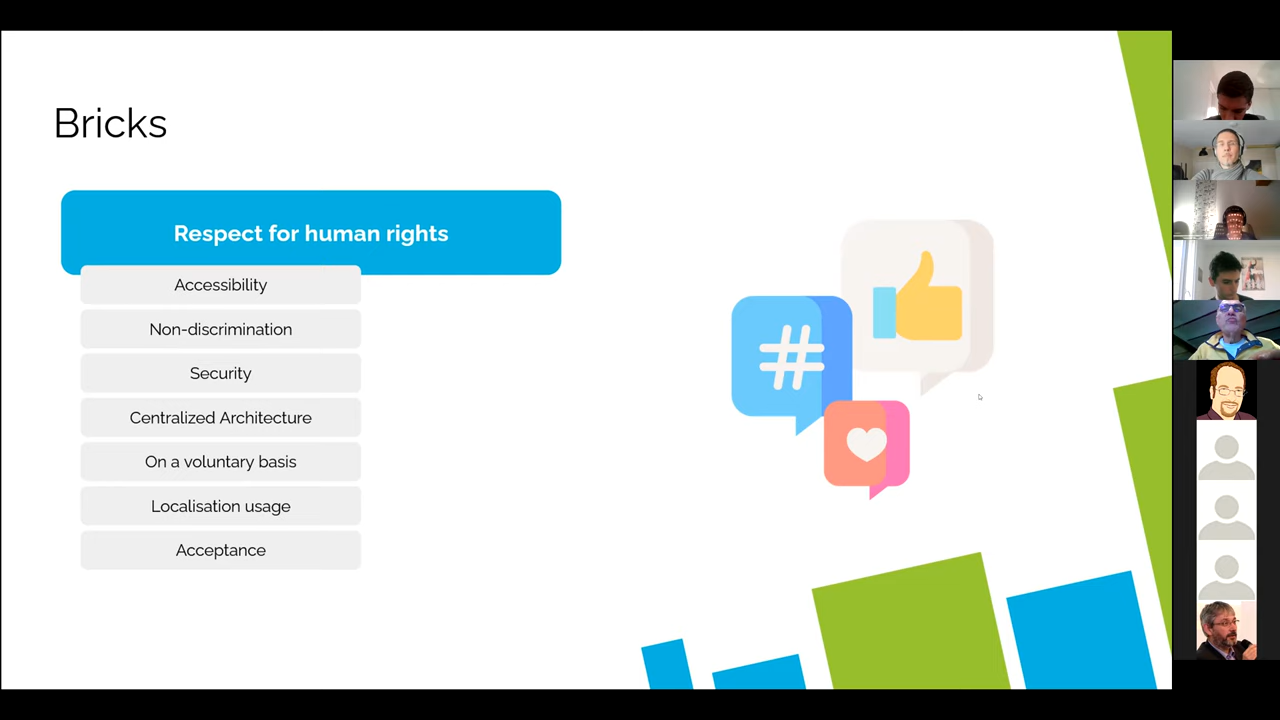 Bricks
Respect for human rights
Accessibility
Non-discrimination
Security
Centralized Architecture
On a voluntary basis
Localisation usage
Acceptance
#